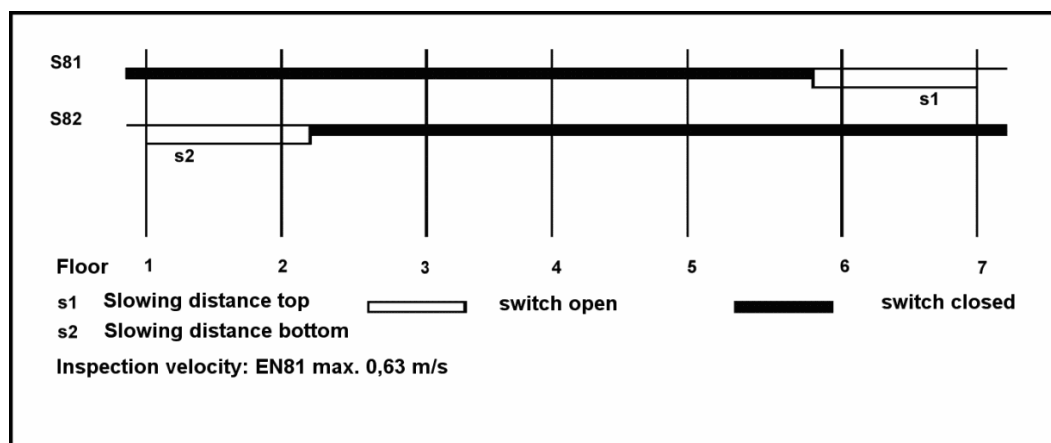 S81
s1
S82
s2
Floor 1 2 3 4 5 6 7
s1 Slowing distance top switch open switch closed
s2 Slowing distance bottom
Inspection velocity: EN81 max. 0,63 m/s